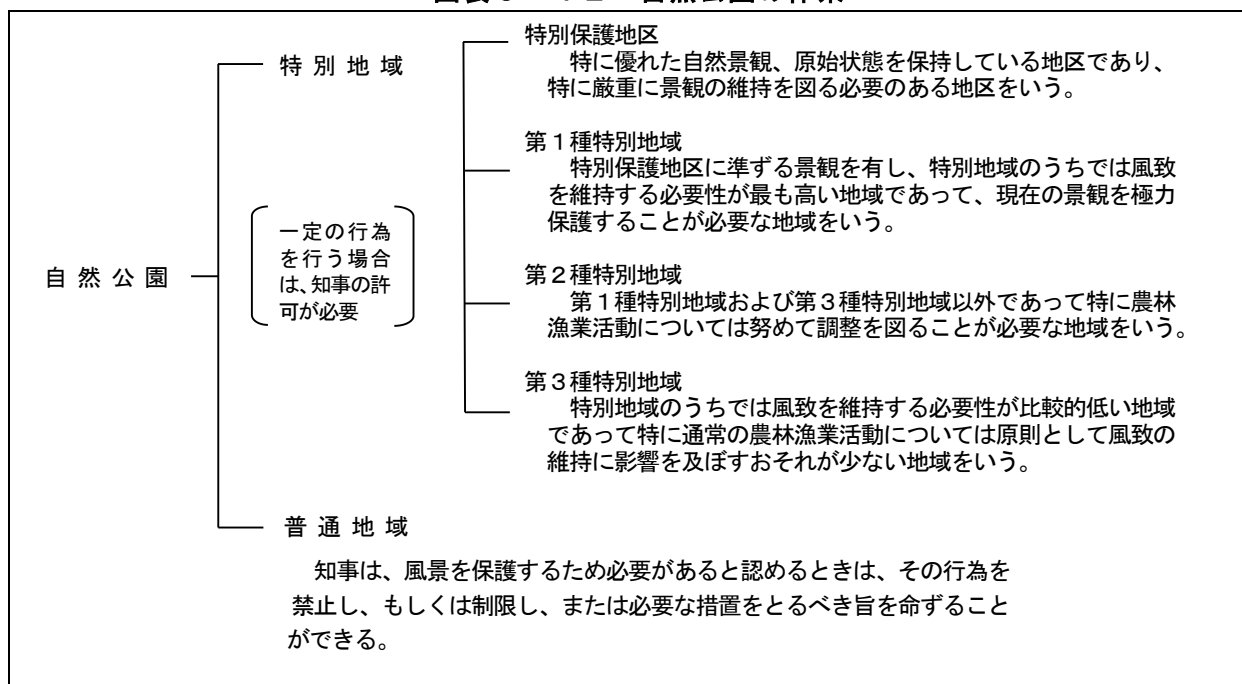 特別地域
一定の行為
を行う場合
は、知事の許
可が必要
自然公園
特別保護地区
特に優れた自然景観、原始状態を保持している地区であり、
特に厳重に景観の維持を図る必要のある地区をいう。
第１種特別地域
特別保護地区に準ずる景観を有し、特別地域のうちでは風致
を維持する必要性が最も高い地域であって、現在の景観を極力
保護することが必要な地域をいう。
第２種特別地域
第１種特別地域および第３種特別地域以外であって特に農林
漁業活動については努めて調整を図ることが必要な地域をいう。
第３種特別地域
特別地域のうちでは風致を維持する必要性が比較的低い地域
であって特に通常の農林漁業活動については原則として風致の
維持に影響を及ぼすおそれが少ない地域をいう。
普通地域
知事は、風景を保護するため必要があると認めるときは、その行為を
禁止し、もしくは制限し、または必要な措置をとるべき旨を命ずること
ができる。